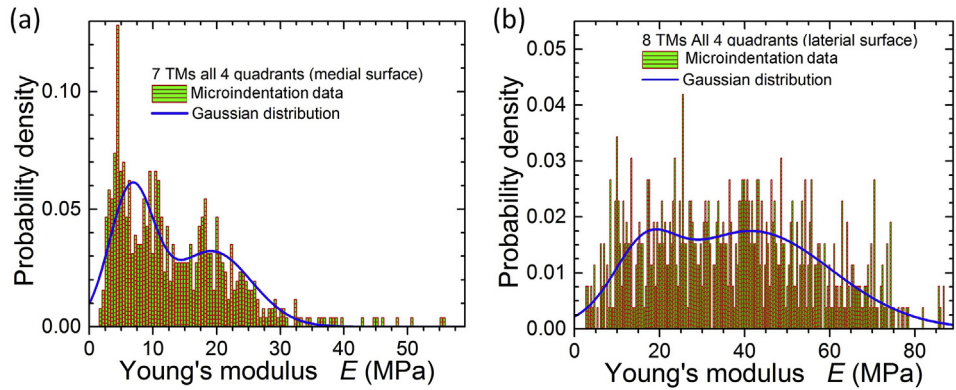 (a)
Probability density
0.10
0.05
0.00
7 TMs all 4 quadrants (medial surface)
Microindentation data
Gaussian distribution
0 10 20 30 40 50
Young's modulus E (MPa)
(b)
Probability density
0.05
0.04
0.03
0.02
0.01
0.00
8 TMs All 4 quadrants (laterial surface)
Microindentation data
Gaussian distribution
0 20 40 60 80
Young's modulus E (MPa)